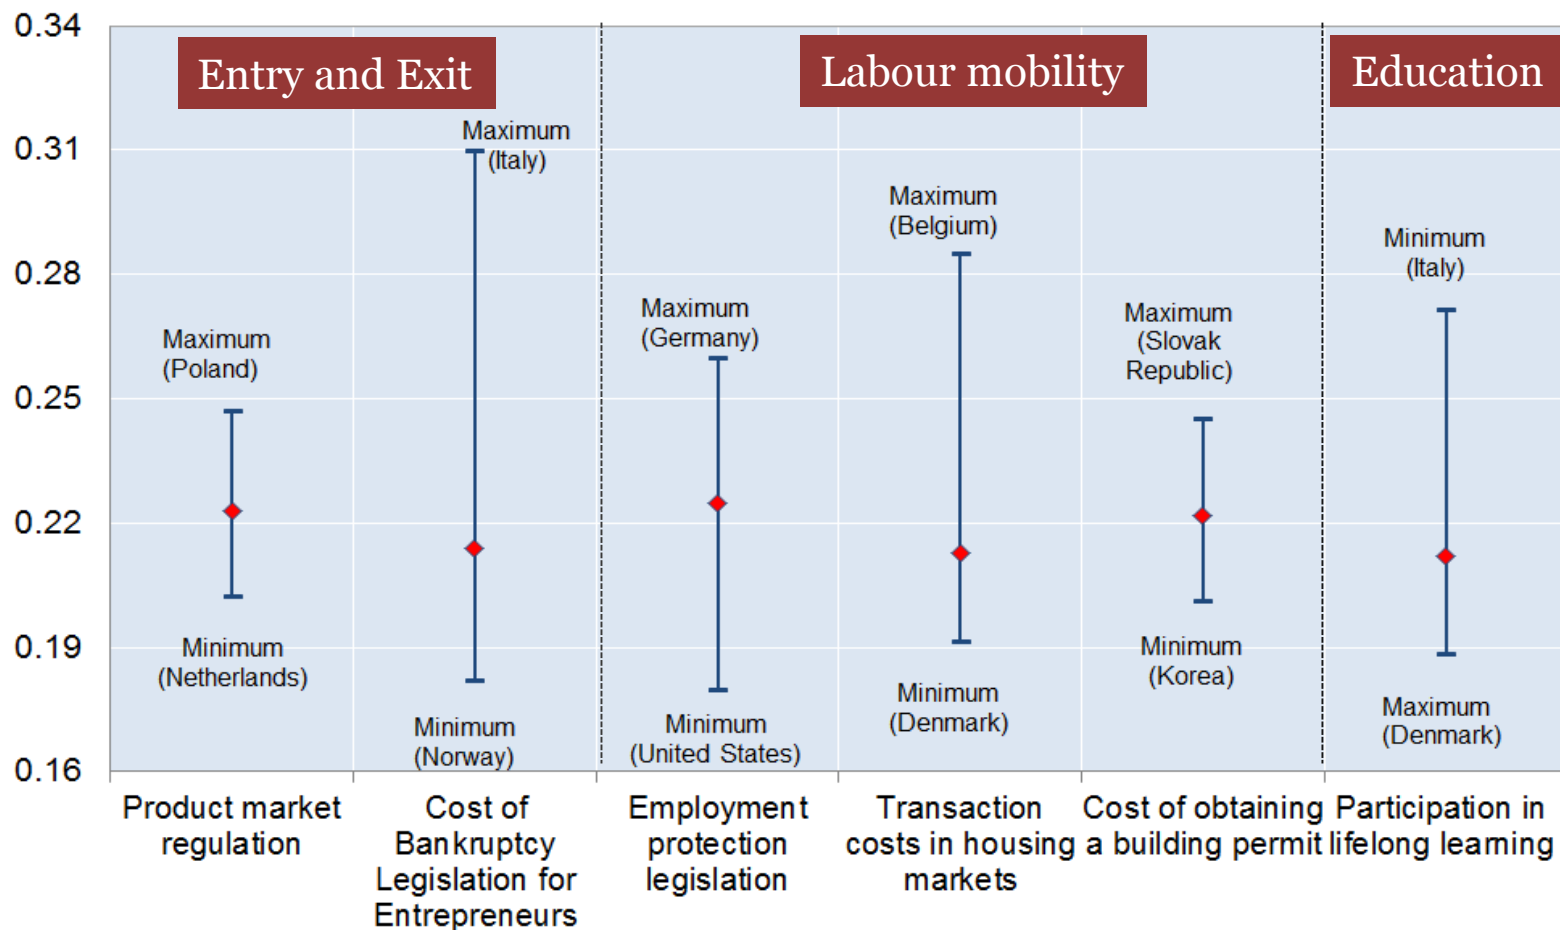 0.34
0.31
0.28
0.25
0.22
0.19
0.16
Entry and Exit
Labour mobility
Education
Maximum
(Poland)
Minimum
(Netherlands)
Maximum
(Italy)
Minimum
(Norway)
Maximum
(Germany)
Minimum
(United States)
Maximum
(Belgium)
Minimum
(Denmark)
Maximum
(Slovak
Republic)
Minimum
(Korea)
Minimum
(Italy)
Maximum
(Denmark)
Product market
regulation
Cost of
Bankruptcy
Legislation for
Entrepreneurs
Employment
protection
legislation
Transaction
costs in housing
markets
Cost of obtaining
a building permit
Participation in
lifelong learning